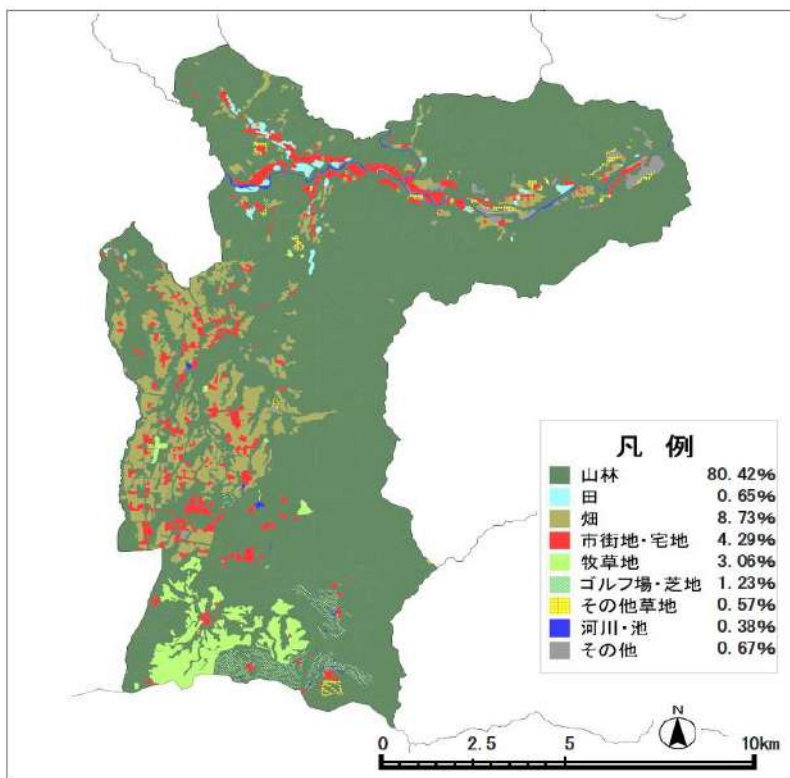 凡 例
山林 80.42%
田 0.65%
畑 8.73%
市街地・宅地 4.29%
牧草地 3.06%
ゴルフ場・芝地 1.23%
その他草地 0.57%
河川・池 0.38%
その他 0.67%
N
0 2.5 5 10km